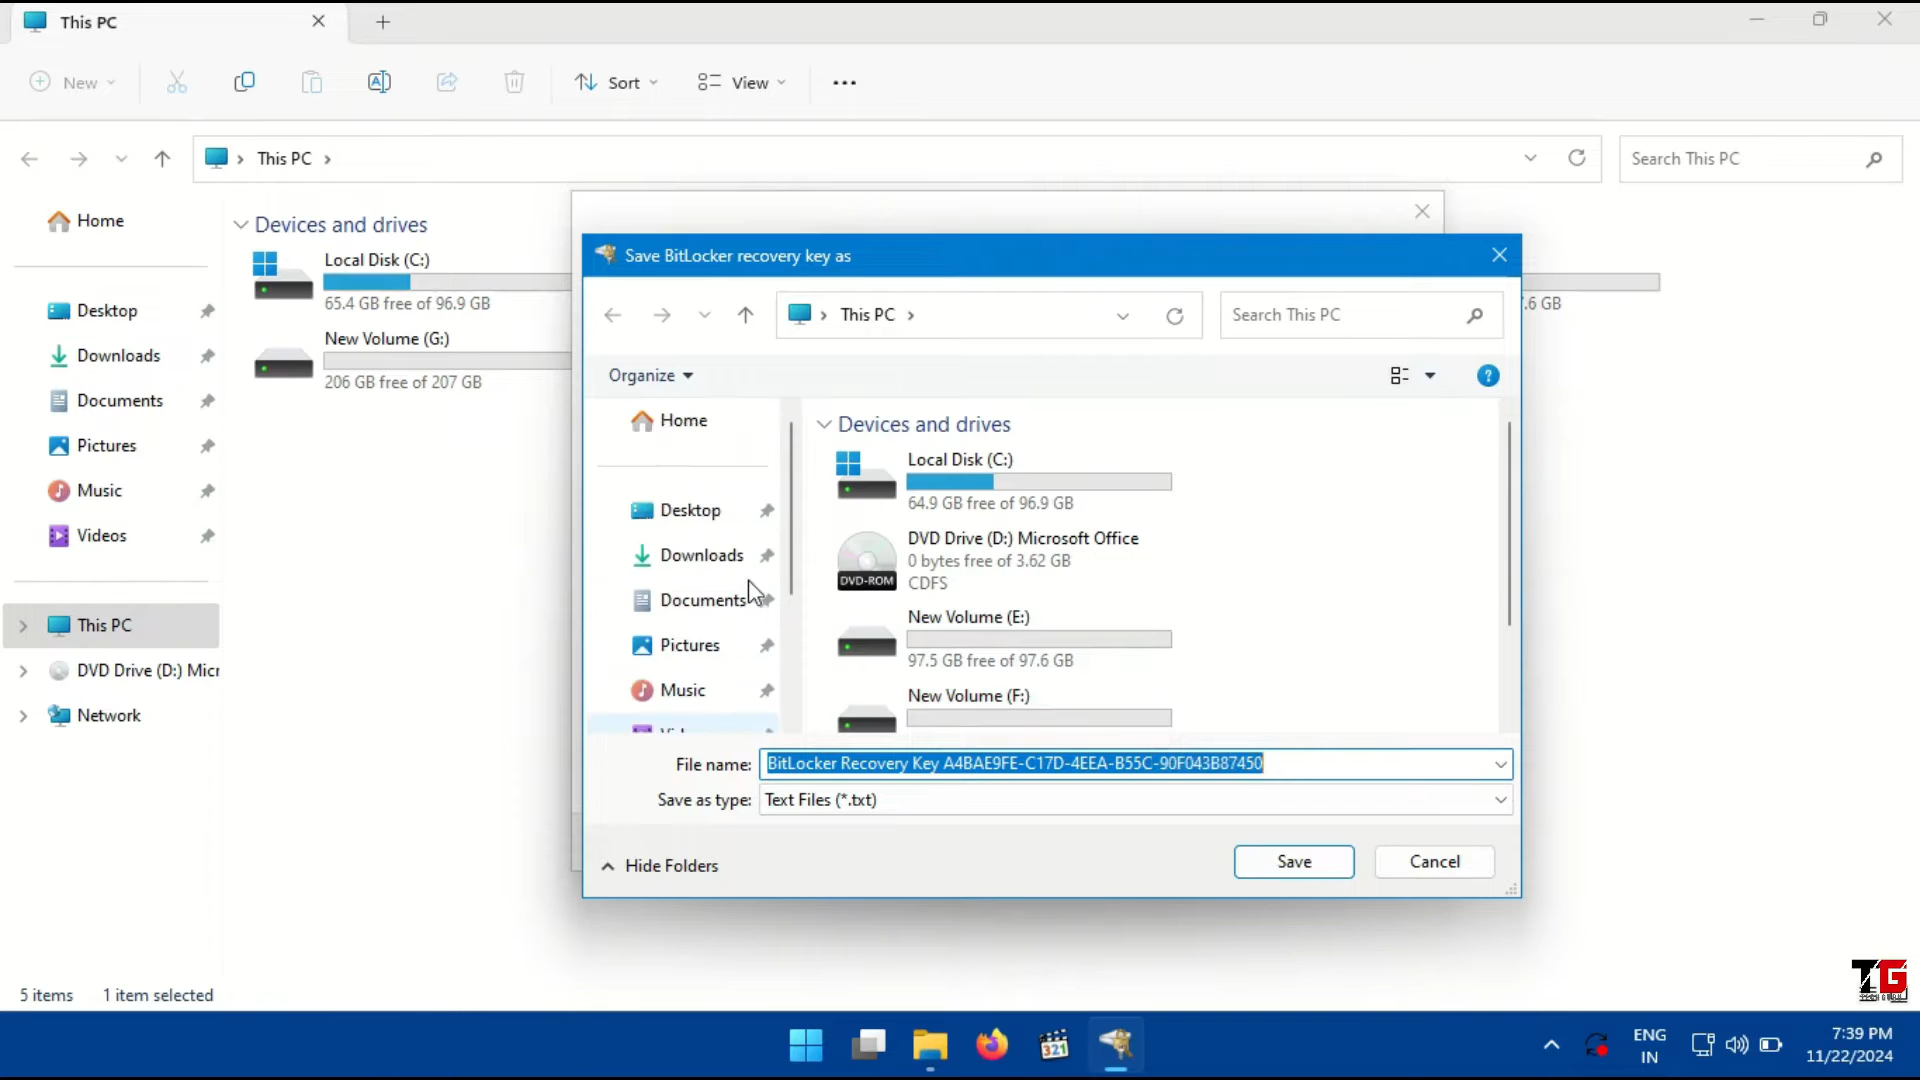 This PC
New
Sort
View
This PC
Search This PC
Home
Desktop
Downloads
Documents
Pictures
Music
Videos
This PC
DVD Drive (D:) Micr
Network
Devices and drives
Local Disk (C:)
65.4 GB free of 96.9 GB
New Volume (G:)
206 GB free of 207 GB
.6 GB
Save BitLocker recovery key as
This PC
Search This PC
Organize
Home
Desktop
Downloads
Documents
Pictures
Music
Devices and drives
Local Disk (C:)
64.9 GB free of 96.9 GB
DVD Drive (D:) Microsoft Office
0 bytes free of 3.62 GB
CDFS
DVD-ROM
New Volume (E:)
97.5 GB free of 97.6 GB
New Volume (F:)
File name: BitLocker Recovery Key A4BAE9FE-C17D-4EEA-B55C-90F043B87450
Save as type: Text Files (*.txt)
Hide Folders
Save
Cancel
5 items
1 item selected
TG
321
ENG
IN
7:39 PM
11/22/2024